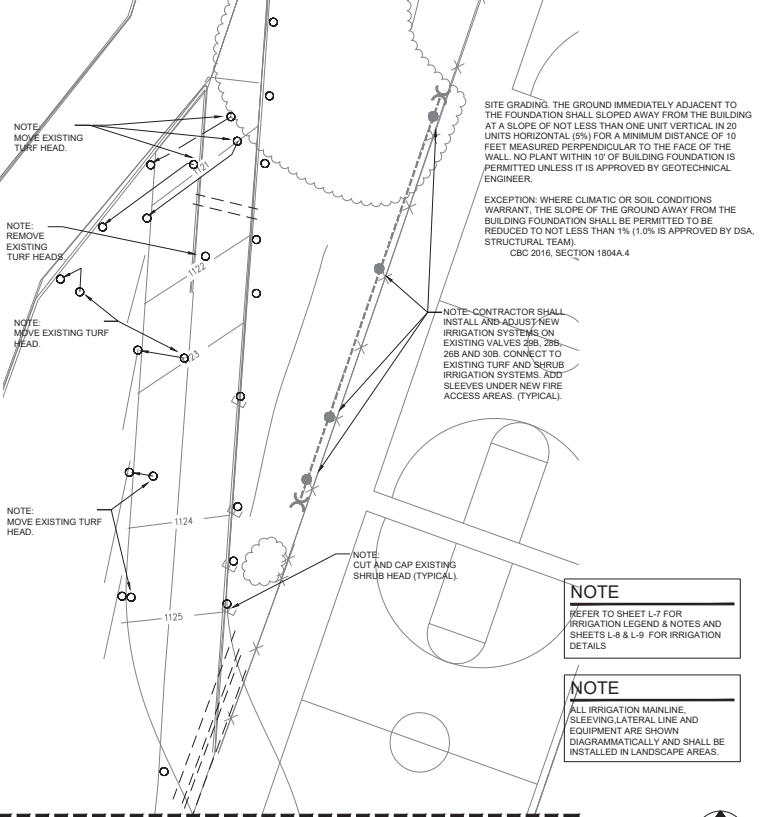 SITE GRADING. THE GROUND IMMEDIATELY ADJACENT TO
THE FOUNDATION SHALL SLOPED AWAY FROM THE BUILDING
AT A SLOPE OF NOT LESS THAN ONE UNIT VERTICAL IN 20
UNITS HORIZONTAL (5%) FOR A MINIMUM DISTANCE OF 10
FEET MEASURED PERPENDICULAR TO THE FACE OF THE
WALL. NO PLANT WITHIN 10' OF BUILDING FOUNDATION IS
PERMITTED UNLESS IT IS APPROVED BY GEOTECHNICAL
ENGINEER.
EXCEPTION: WHERE CLIMATIC OR SOIL CONDITIONS
WARRANT, THE SLOPE OF THE GROUND AWAY FROM THE
BUILDING FOUNDATION SHALL BE PERMITTED TO BE
REDUCED TO NOT LESS THAN 1% (1.0% IS APPROVED BY DSA,
STRUCTURAL TEAM).
CBC 2016, SECTION 1804A.4
NOTE:
MOVE EXISTING
TURF HEAD.
1121
NOTE:
REMOVE
EXISTING
TURF HEADS.
1122
NOTE:
MOVE EXISTING TURF
HEAD.
23
NOTE: CONTRACTOR SHALL
INSTALL AND ADJUST NEW
IRRIGATION SYSTEMS ON
EXISTING VALVES 29B, 28B,
26B AND 30B. CONNECT TO
EXISTING TURF AND SHRUB
IRRIGATION SYSTEMS. ADD
SLEEVES UNDER NEW FIRE
ACCESS AREAS. (TYPICAL).
NOTE:
MOVE EXISTING TURF
HEAD.
1124
NOTE:
CUT AND CAP EXISTING
SHRUB HEAD (TYPICAL).
1125
NOTE
REFER TO SHEET L-7 FOR
IRRIGATION LEGEND & NOTES AND
SHEETS L-8 & L-9 FOR IRRIGATION
DETAILS
NOTE
ALL IRRIGATION MAINLINE,
SLEEVING,LATERAL LINE AND
EQUIPMENT ARE SHOWN
DIAGRAMMATICALLY AND SHALL BE
INSTALLED IN LANDSCAPE AREAS.